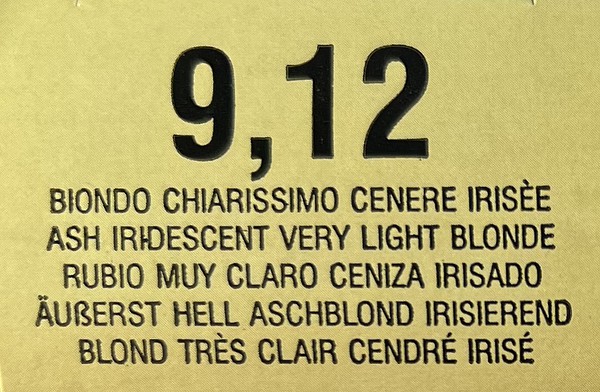 9,12
BIONDO CHIARISSIMO CENERE IRISÈE
ASH IRIDESCENT VERY LIGHT BLONDE
RUBIO MUY CLARO CENIZA IRISADO
ÄUßERST HELL ASCHBLOND IRISIEREND
BLOND TRÈS CLAIR CENDRÉ IRISÉ